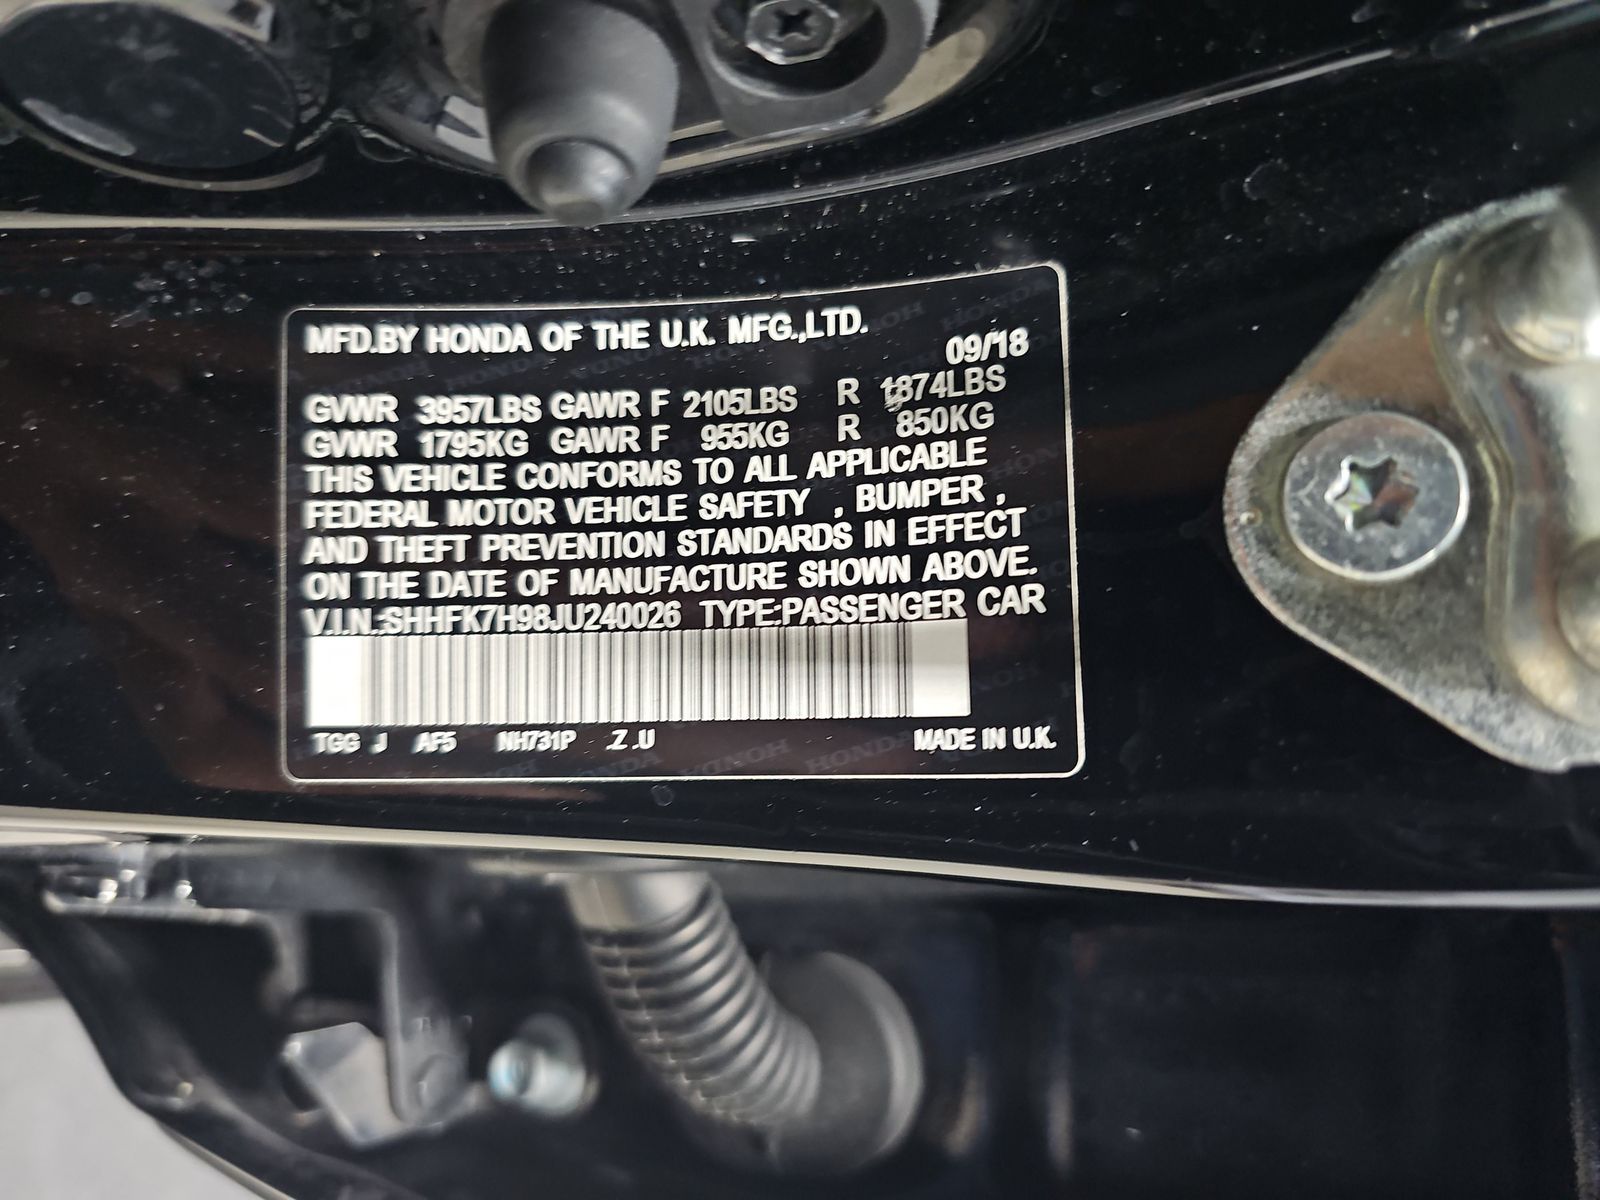 MFD.BY HONDA OF THE U.K. MFG.,LTD.
09/18
GVWR 3957LBS GAWR F 2105LBS R 1874LBS
GVWR 1795KG GAWR F 955KG R 850KG
THIS VEHICLE CONFORMS TO ALL APPLICABLE
FEDERAL MOTOR VEHICLE SAFETY , BUMPER ,
AND THEFT PREVENTION STANDARDS IN EFFECT
ON THE DATE OF MANUFACTURE SHOWN ABOVE.
V.I.N.:SHHFK7H98JU240026 TYPE:PASSENGER CAR
TGG J AF5 NH731P .Z .U MADE IN U.K.